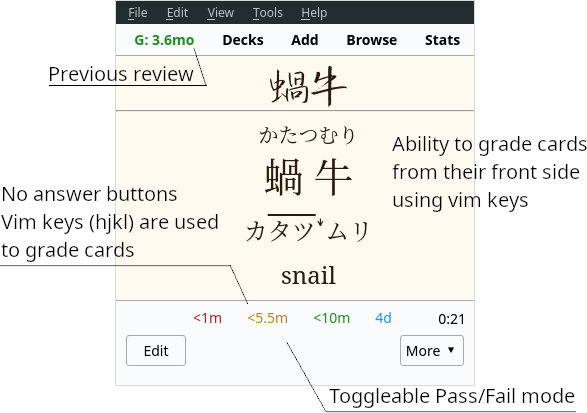 File Edit View Tools Help
G: 3.6mo Decks Add Browse Stats
Previous review
蝸牛
かたつむり
蝸牛
カタツ↓ムリ
snail
Ability to grade cards
from their front side
using vim keys
No answer buttons
Vim keys (hjkl) are used
to grade cards
<1m <5.5m <10m 4d 0:21
Edit More ▼
Toggleable Pass/Fail mode